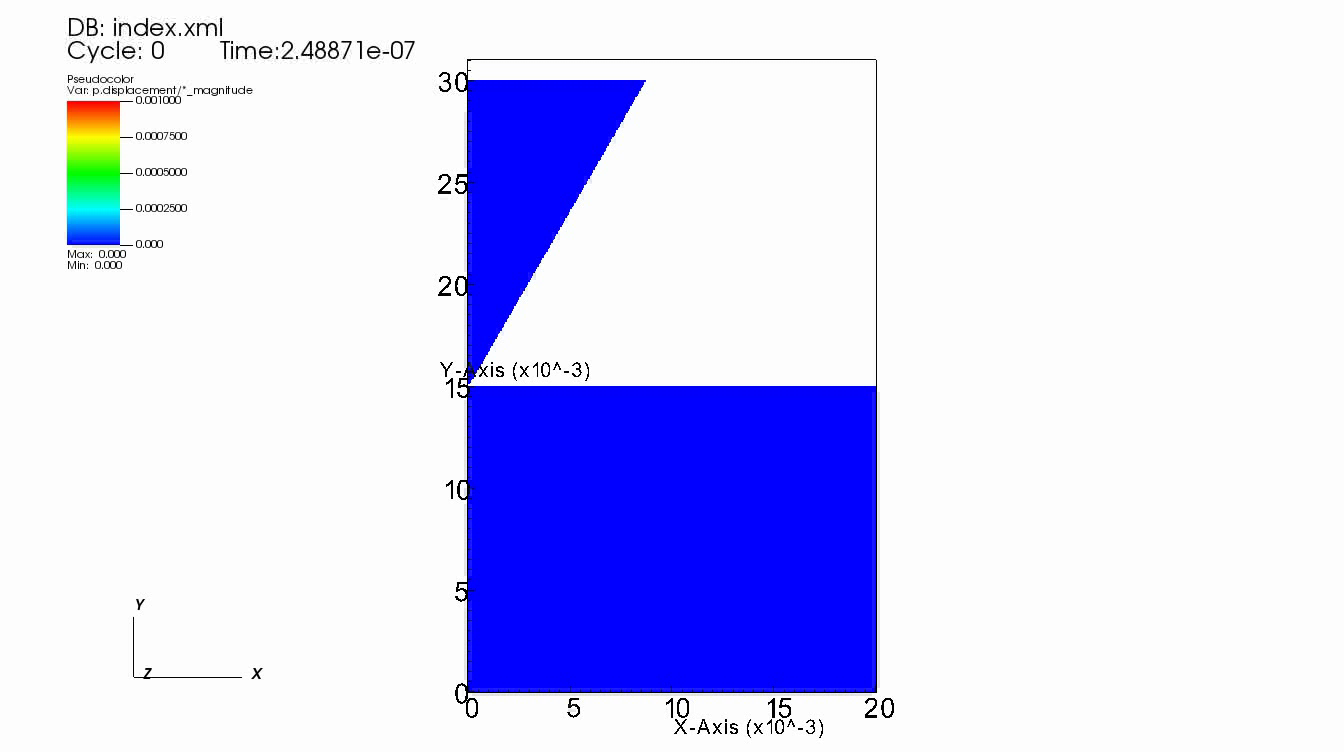 DB: index.xml
Cycle: 0 Time:2.48871e-07
Pseudocolor
Var: p.displacement/*_magnitude
0.001000
0.0007500
0.0005000
0.0002500
0.000
Max: 0.000
Min: 0.000
30
25
20
Y-Axis (x10^-3)
15
10
5
0
0 5 10 15 20
X-Axis (x10^-3)
Y
Z X